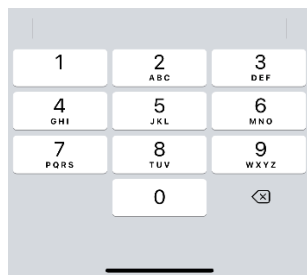 1 2 3
ABC DEF
4 5 6
GHI JKL MNO
7 8 9
PQRS TUV WXYZ
0